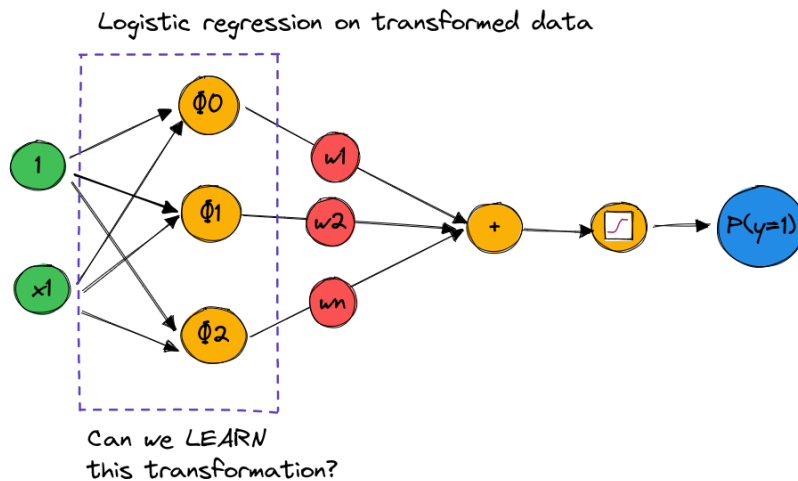 Logistic regression on transformed data
Φ0
1
w1
Φ1
w2
+
P(y=1)
x1
wn
Φ2
Can we LEARN
this transformation?